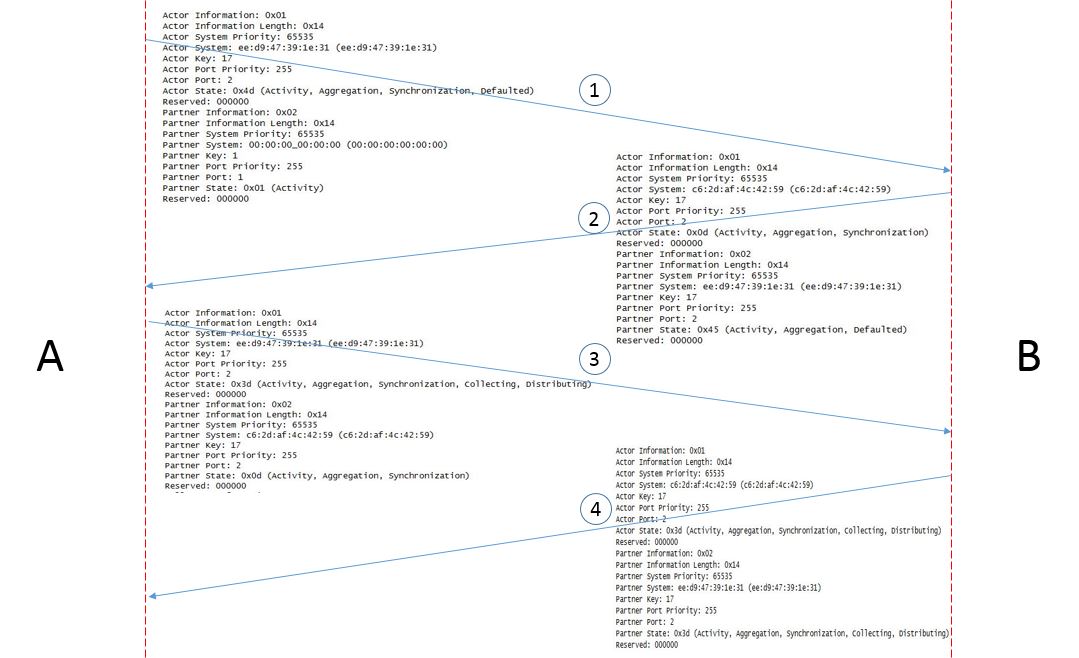 Actor Information: 0x01
Actor Information Length: 0x14
Actor System Priority: 65535
Actor System: ee:d9:47:39:1e:31 (ee:d9:47:39:1e:31)
Actor Key: 17
Actor Port Priority: 255
Actor Port: 2
Actor State: 0x4d (Activity, Aggregation, Synchronization, Defaulted)
Reserved: 000000
Partner Information: 0x02
Partner Information Length: 0x14
Partner System Priority: 65535
Partner System: 00:00:00_00:00:00 (00:00:00:00:00:00)
Partner Key: 1
Partner Port Priority: 255
Partner Port: 1
Partner State: 0x01 (Activity)
Reserved: 000000
1
Actor Information: 0x01
Actor Information Length: 0x14
Actor System Priority: 65535
Actor System: c6:2d:af:4c:42:59 (c6:2d:af:4c:42:59)
Actor Key: 17
Actor Port Priority: 255
Actor Port: 2
Actor State: 0x0d (Activity, Aggregation, Synchronization)
Reserved: 000000
Partner Information: 0x02
Partner Information Length: 0x14
Partner System Priority: 65535
Partner System: ee:d9:47:39:1e:31 (ee:d9:47:39:1e:31)
Partner Key: 17
Partner Port Priority: 255
Partner Port: 2
Partner State: 0x45 (Activity, Aggregation, Defaulted)
Reserved: 000000
2
A
B
Actor Information: 0x01
Actor Information Length: 0x14
Actor System Priority: 65535
Actor System: ee:d9:47:39:1e:31 (ee:d9:47:39:1e:31)
Actor Key: 17
Actor Port Priority: 255
Actor Port: 2
Actor State: 0x3d (Activity, Aggregation, Synchronization, Collecting, Distributing)
Reserved: 000000
Partner Information: 0x02
Partner Information Length: 0x14
Partner System Priority: 65535
Partner System: c6:2d:af:4c:42:59 (c6:2d:af:4c:42:59)
Partner Key: 17
Partner Port Priority: 255
Partner Port: 2
Partner State: 0x0d (Activity, Aggregation, Synchronization)
Reserved: 000000
3
Actor Information: 0x01
Actor Information Length: 0x14
Actor System Priority: 65535
Actor System: c6:2d:af:4c:42:59 (c6:2d:af:4c:42:59)
Actor Key: 17
Actor Port Priority: 255
Actor Port: 2
Actor State: 0x3d (Activity, Aggregation, Synchronization, Collecting, Distributing)
Reserved: 000000
Partner Information: 0x02
Partner Information Length: 0x14
Partner System Priority: 65535
Partner System: ee:d9:47:39:1e:31 (ee:d9:47:39:1e:31)
Partner Key: 17
Partner Port Priority: 255
Partner Port: 2
Partner State: 0x3d (Activity, Aggregation, Synchronization, Collecting, Distributing)
Reserved: 000000
4